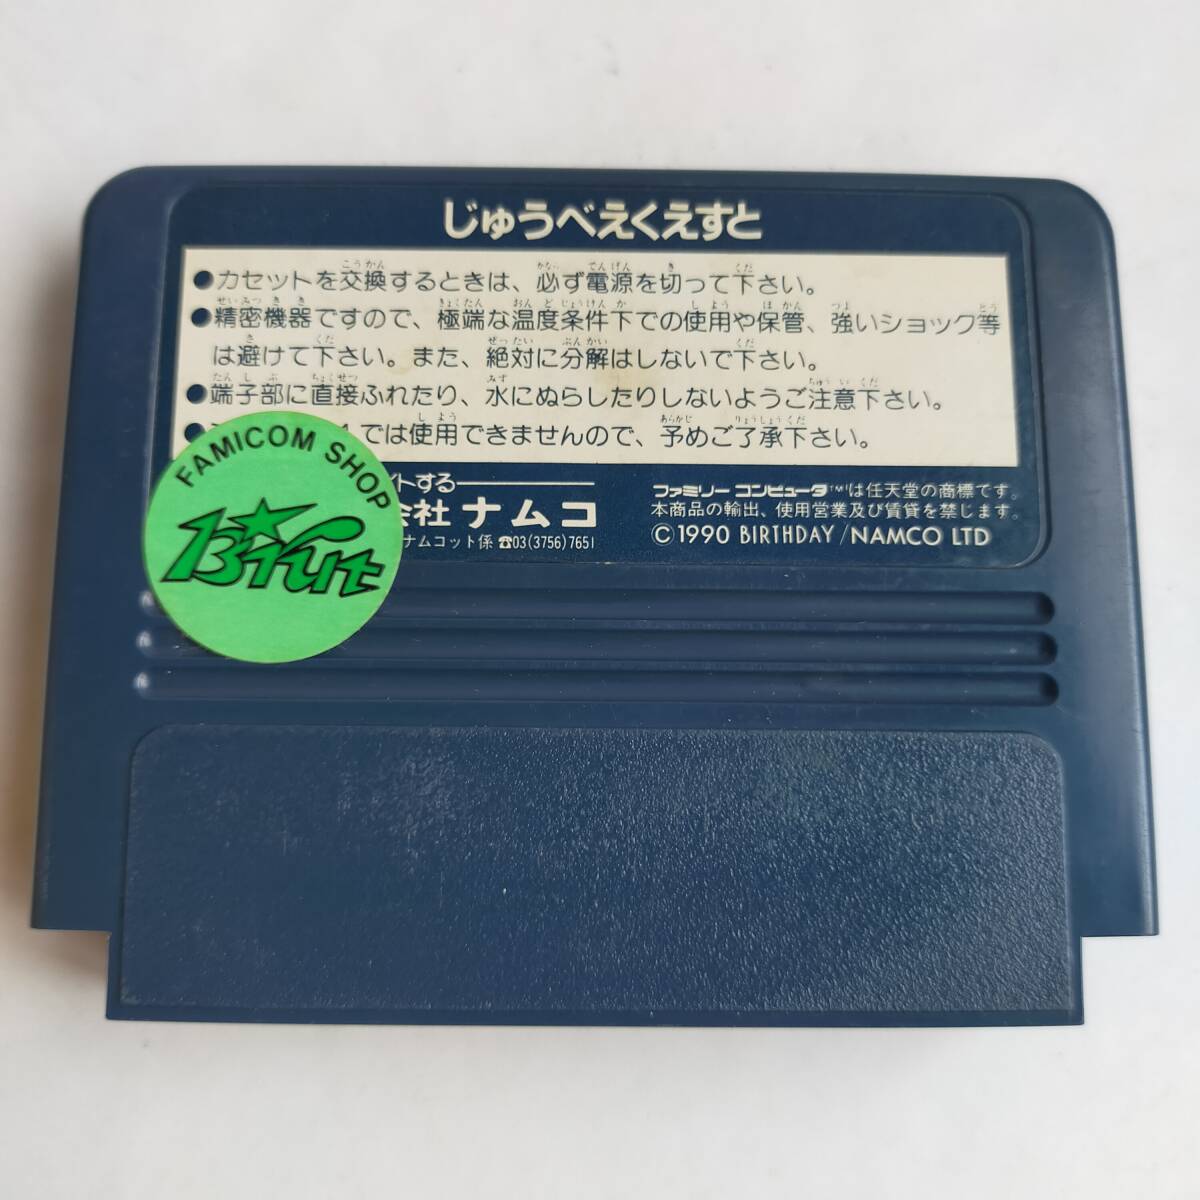 じゅうべえくえすと
●カセットを交換するときは、必ず電源を切って下さい。
●精密機器ですので、極端な温度条件下での使用や保管、強いショック等
は避けて下さい。また、絶対に分解はしないで下さい。
●端子部に直接ふれたり、水にぬらしたりしないようご注意下さい。
では使用できませんので、予めご了承下さい。
FAMICOM SHOP
イトする
会社 ナムコ
ナムコット係 ☎03(3756)7651
ファミリー コンピュータ™は任天堂の商標です。
本商品の輸出、使用営業及び賃貸を禁じます。
©1990 BIRTHDAY/NAMCO LTD